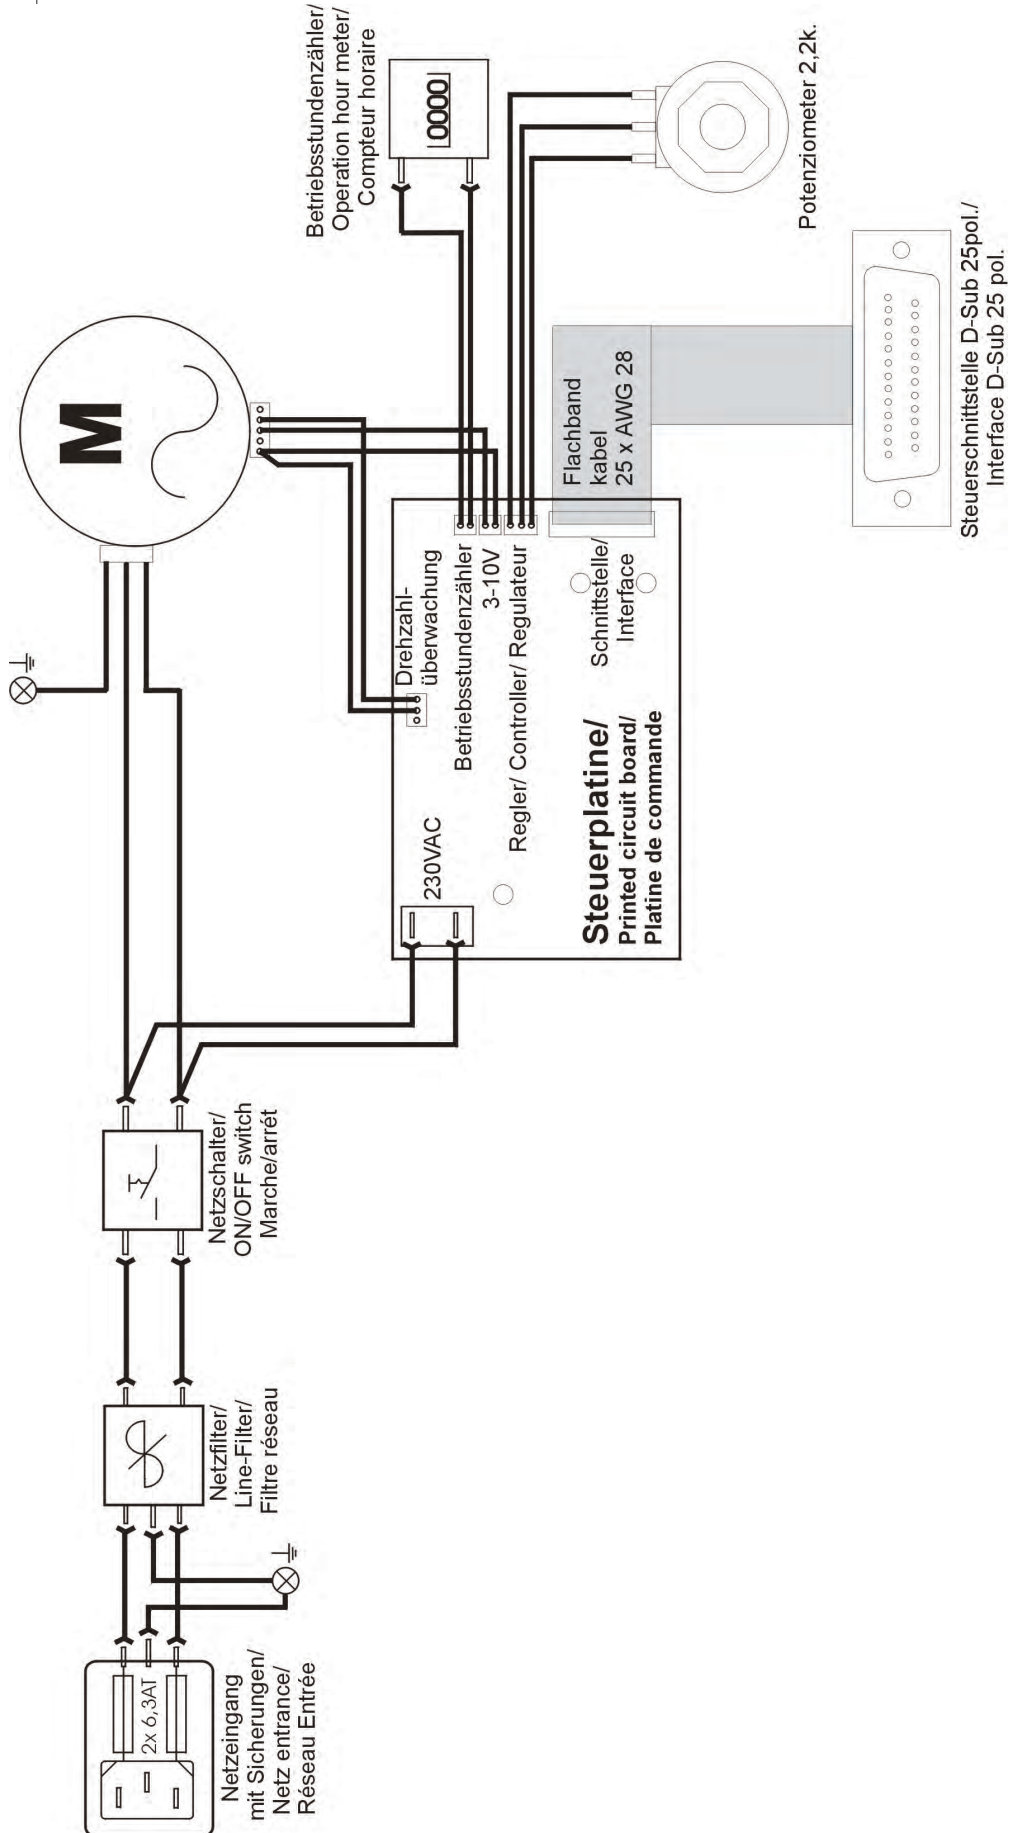 Netzeingang
mit Sicherungen/
Netz entrance/
Réseau Entrée
2x 6,3AT
Netzfilter/
Line-Filter/
Filtre réseau
Netzschalter/
ON/OFF switch
Marche/arrét
M
230VAC
Drehzahl-
überwachung
Betriebsstundenzähler
3-10V
Regler/ Controller/ Regulateur
Schnittstelle/
Interface
Steuerplatine/
Printed circuit board/
Platine de commande
Flachband
kabel
25 x AWG 28
Betriebsstundenzähler/
Operation hour meter/
Compteur horaire
0000
Potenziometer 2,2k.
Steuerschnittstelle D-Sub 25pol./
Interface D-Sub 25 pol.